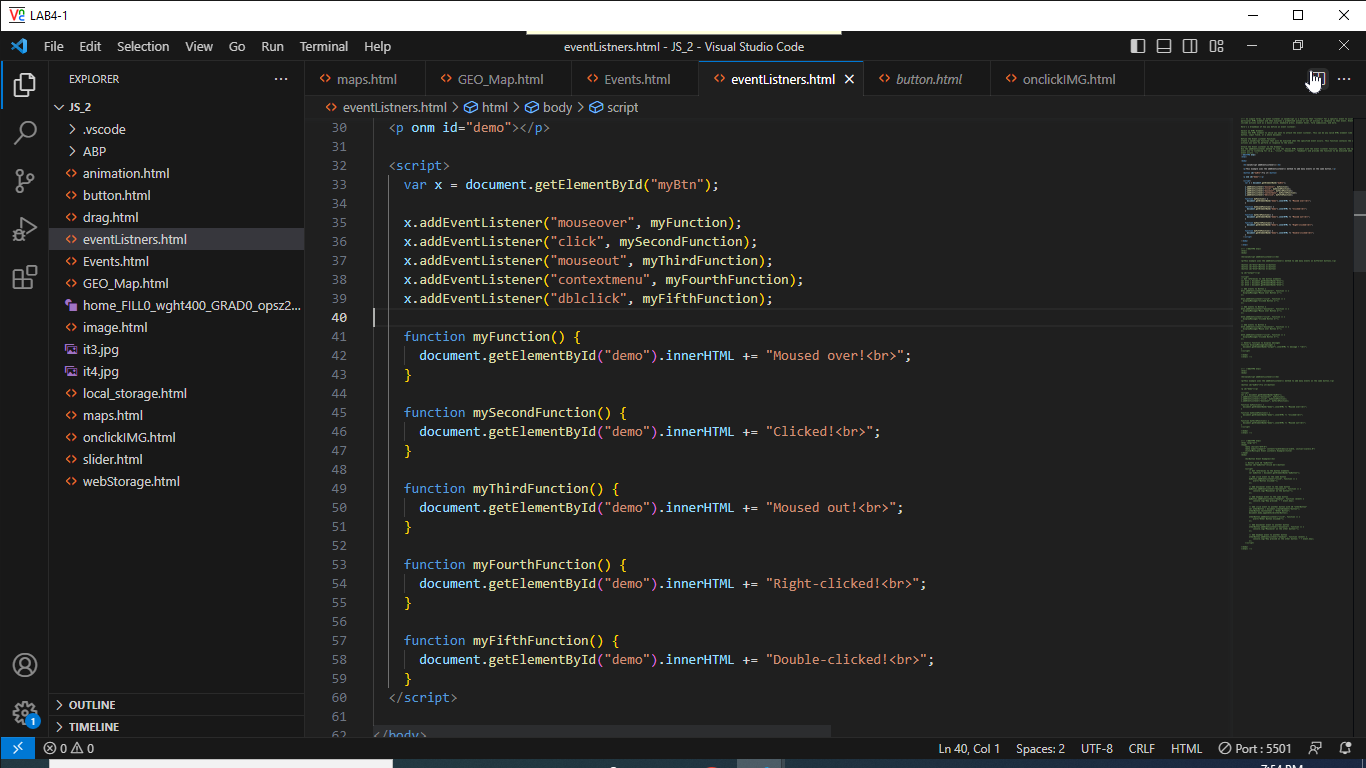 LAB4-1
File Edit Selection View Go Run Terminal Help
eventListners.html - JS_2 - Visual Studio Code
EXPLORER
JS_2
.vscode
ABP
animation.html
button.html
drag.html
eventListners.html
Events.html
GEO_Map.html
home_FILL0_wght400_GRAD0_opsz2...
image.html
it3.jpg
it4.jpg
local_storage.html
maps.html
onclickIMG.html
slider.html
webStorage.html
OUTLINE
TIMELINE
maps.html GEO_Map.html Events.html eventListners.html button.html onclickIMG.html
eventListners.html > html > body > script
30 <p onm id="demo"></p>
31
32 <script>
33 var x = document.getElementById("myBtn");
34
35 x.addEventListener("mouseover", myFunction);
36 x.addEventListener("click", mySecondFunction);
37 x.addEventListener("mouseout", myThirdFunction);
38 x.addEventListener("contextmenu", myFourthFunction);
39 x.addEventListener("dblclick", myFifthFunction);
40
41 function myFunction() {
42 document.getElementById("demo").innerHTML += "Moused over!<br>";
43 }
44
45 function mySecondFunction() {
46 document.getElementById("demo").innerHTML += "Clicked!<br>";
47 }
48
49 function myThirdFunction() {
50 document.getElementById("demo").innerHTML += "Moused out!<br>";
51 }
52
53 function myFourthFunction() {
54 document.getElementById("demo").innerHTML += "Right-clicked!<br>";
55 }
56
57 function myFifthFunction() {
58 document.getElementById("demo").innerHTML += "Double-clicked!<br>";
59 }
60 </script>
61
62 </body>
1
0 0 Ln 40, Col 1 Spaces: 2 UTF-8 CRLF HTML Port : 5501
7:54 PM